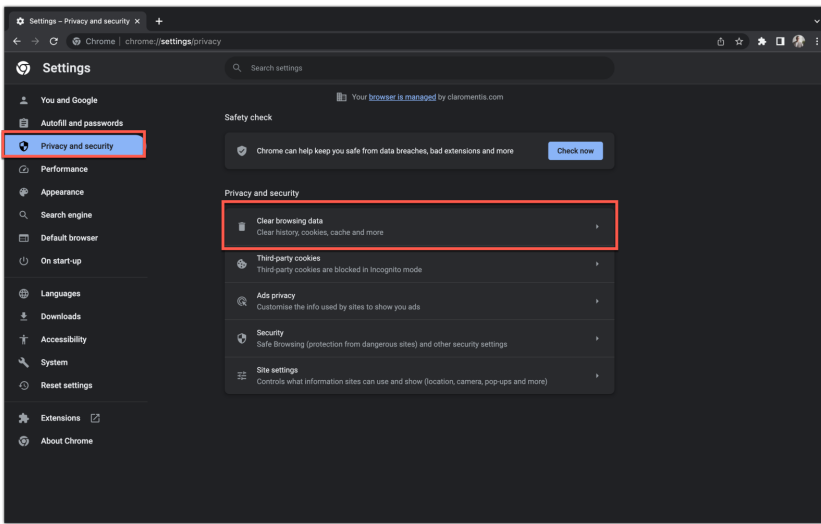 Settings – Privacy and security
Chrome | chrome://settings/privacy
Settings
Search settings
Your browser is managed by claromentis.com
You and Google
Autofill and passwords
Privacy and security
Performance
Appearance
Search engine
Default browser
On start-up
Languages
Downloads
Accessibility
System
Reset settings
Extensions
About Chrome
Safety check
Chrome can help keep you safe from data breaches, bad extensions and more
Check now
Privacy and security
Clear browsing data
Clear history, cookies, cache and more
Third-party cookies
Third-party cookies are blocked in Incognito mode
Ads privacy
Customise the info used by sites to show you ads
Security
Safe Browsing (protection from dangerous sites) and other security settings
Site settings
Controls what information sites can use and show (location, camera, pop-ups and more)